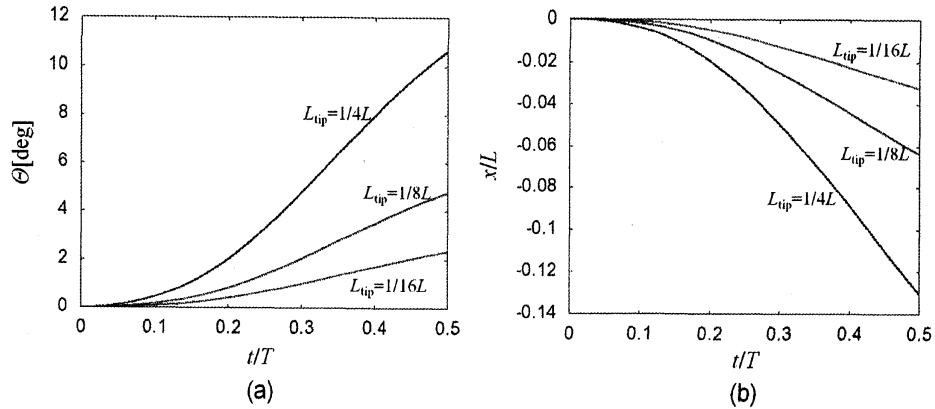 12
10
8
6
4
2
0
Θ[deg]
L_tip=1/4L
L_tip=1/8L
L_tip=1/16L
0
0.1
0.2
0.3
0.4
0.5
t/T
(a)
0
-0.02
-0.04
-0.06
-0.08
-0.1
-0.12
-0.14
x/L
L_tip=1/16L
L_tip=1/8L
L_tip=1/4L
0
0.1
0.2
0.3
0.4
0.5
t/T
(b)